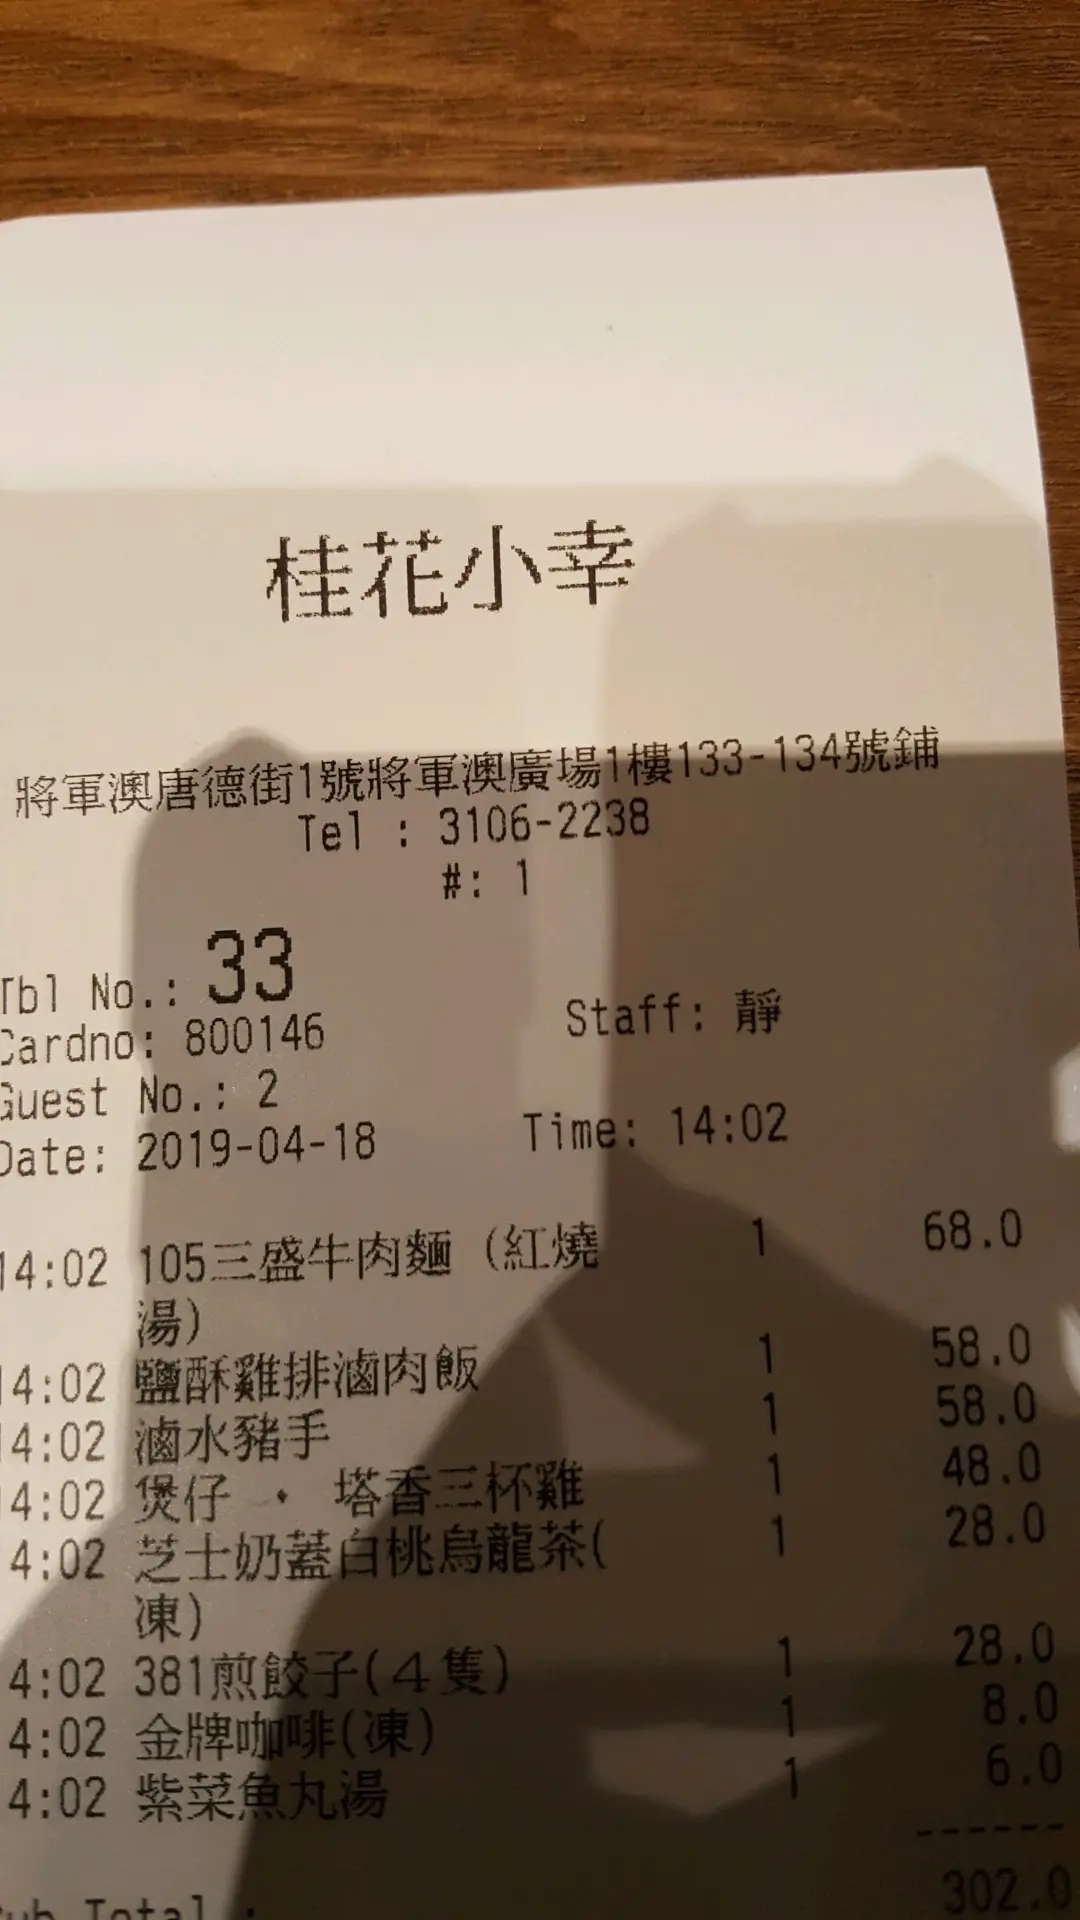 桂花小幸
將軍澳唐德街1號將軍澳廣場1樓133-134號鋪
Tel : 3106-2238
#: 1
Tbl No.: 33
Cardno: 800146 Staff: 靜
Guest No.: 2
Date: 2019-04-18 Time: 14:02
14:02 105三盛牛肉麵 (紅燒 1 68.0
湯)
14:02 鹽酥雞排滷肉飯 1 58.0
14:02 滷水豬手 1 58.0
14:02 煲仔 · 塔香三杯雞 1 48.0
4:02 芝士奶蓋白桃烏龍茶( 1 28.0
凍)
4:02 381煎餃子(4隻) 1 28.0
4:02 金牌咖啡(凍) 1 8.0
4:02 紫菜魚丸湯 1 6.0
------
Sub Total : 302.0